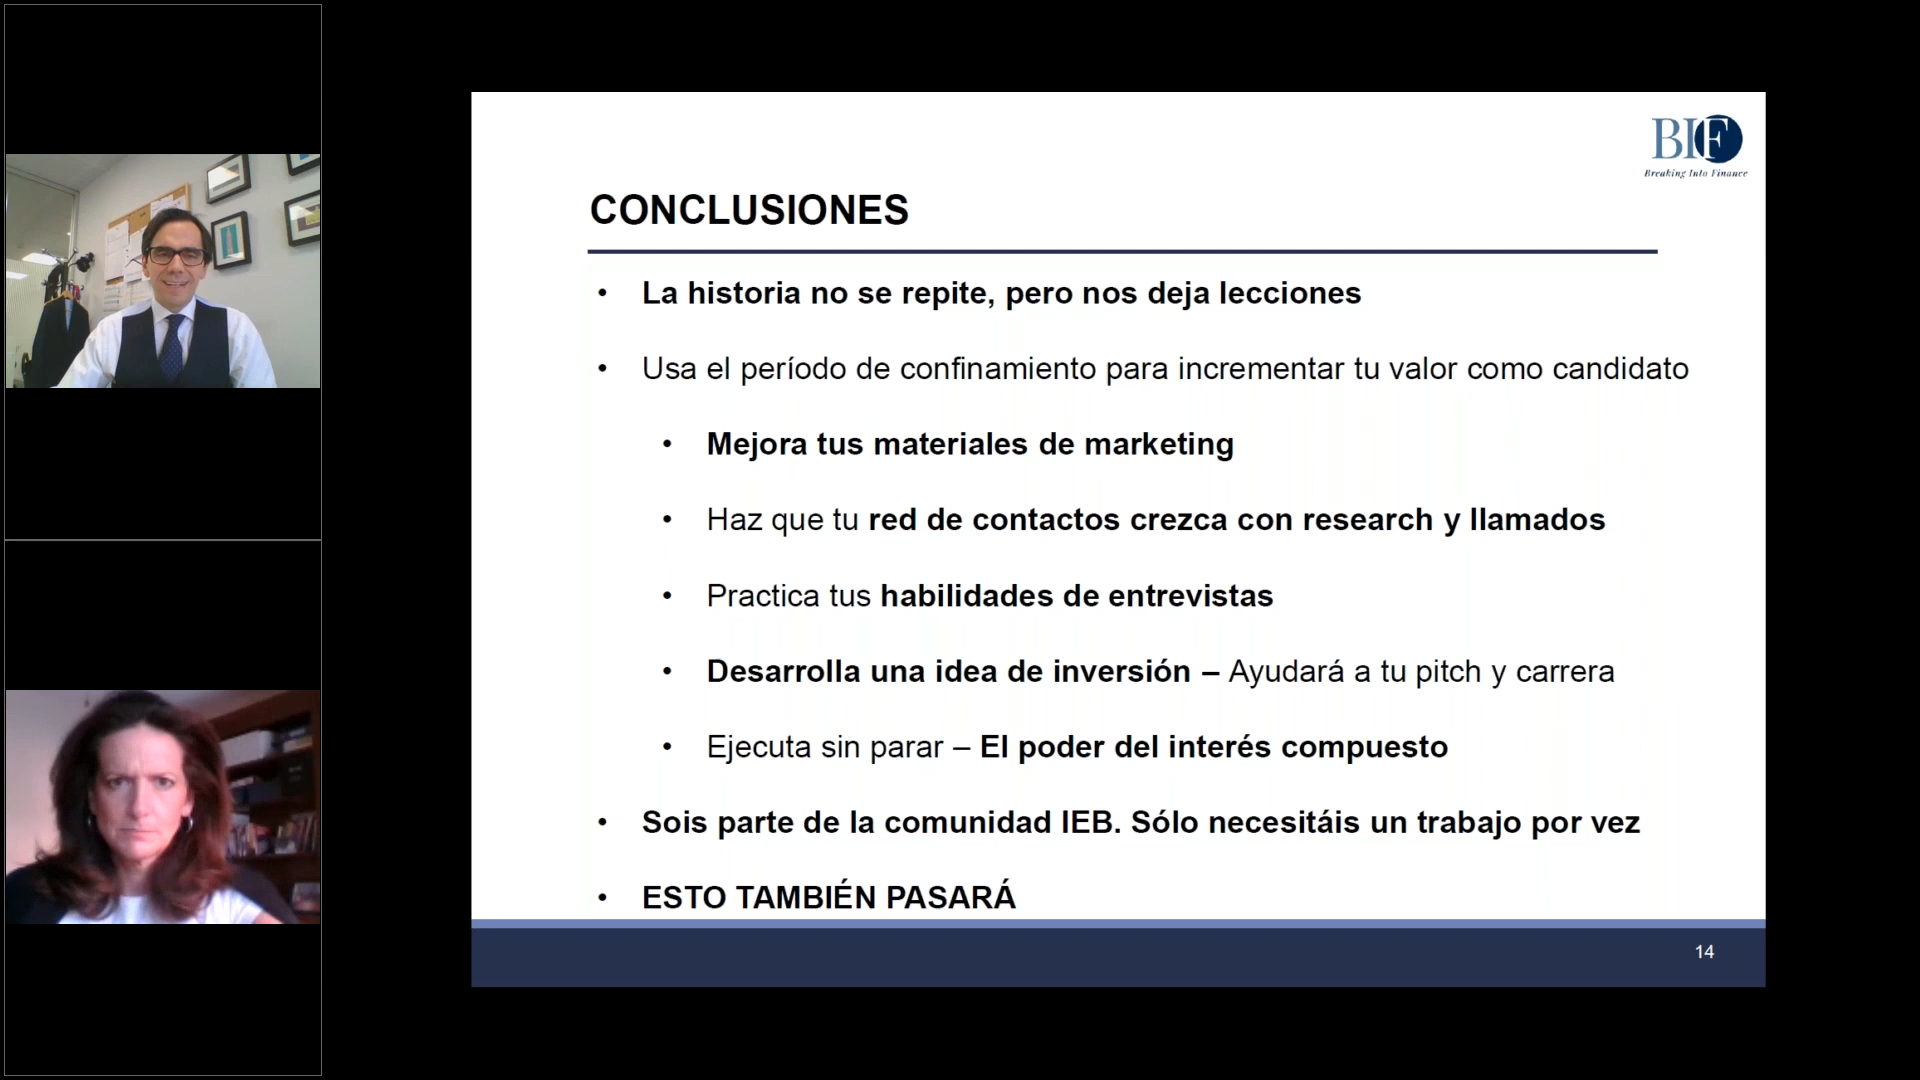 BIF
Breaking Into Finance
CONCLUSIONES
• La historia no se repite, pero nos deja lecciones
• Usa el período de confinamiento para incrementar tu valor como candidato
• Mejora tus materiales de marketing
• Haz que tu red de contactos crezca con research y llamados
• Practica tus habilidades de entrevistas
• Desarrolla una idea de inversión – Ayudará a tu pitch y carrera
• Ejecuta sin parar – El poder del interés compuesto
• Sois parte de la comunidad IEB. Sólo necesitáis un trabajo por vez
• ESTO TAMBIÉN PASARÁ
14